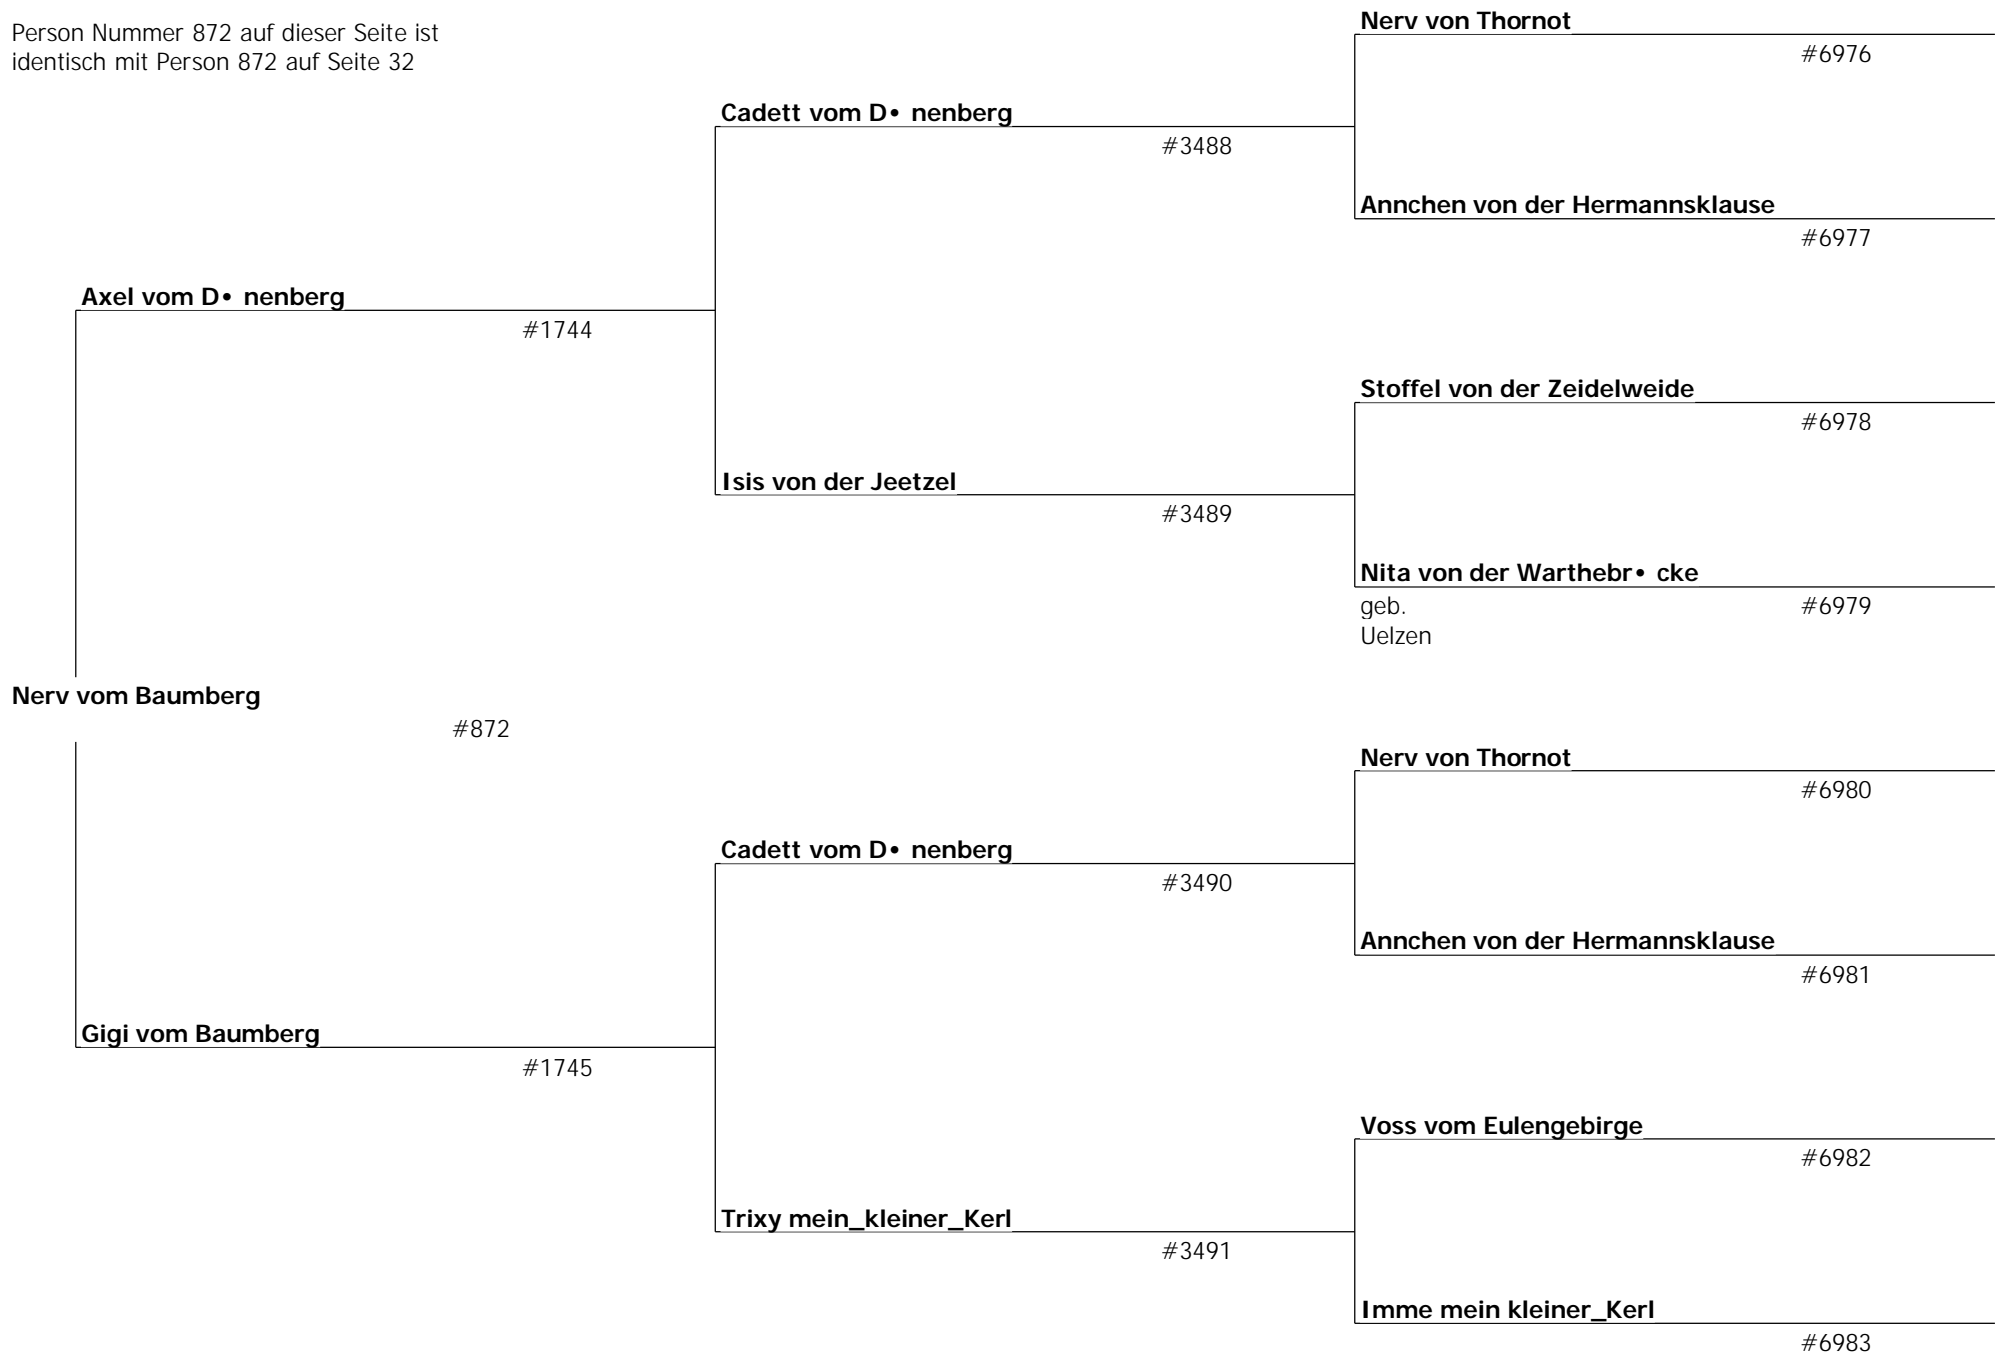 Person Nummer 872 auf dieser Seite ist
identisch mit Person 872 auf Seite 32
Nerv von Thornot
#6976
Cadett vom D• nenberg
#3488
Annchen von der Hermannsklause
#6977
Axel vom D• nenberg
#1744
Stoffel von der Zeidelweide
#6978
Isis von der Jeetzel
#3489
Nita von der Warthebr• cke
geb. #6979
Uelzen
Nerv vom Baumberg
#872
Nerv von Thornot
#6980
Cadett vom D• nenberg
#3490
Annchen von der Hermannsklause
#6981
Gigi vom Baumberg
#1745
Voss vom Eulengebirge
#6982
Trixy mein_kleiner_Kerl
#3491
Imme mein kleiner_Kerl
#6983